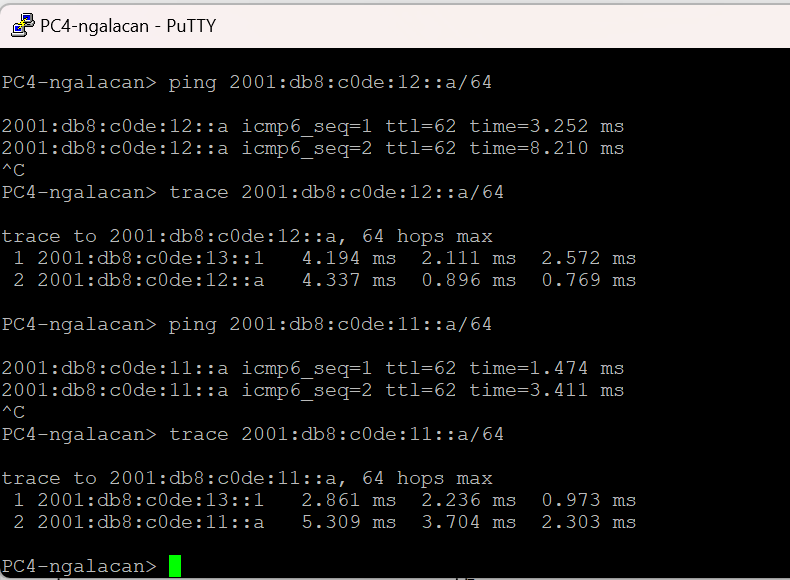 PC4-ngalacan - PuTTY
PC4-ngalacan> ping 2001:db8:c0de:12::a/64
2001:db8:c0de:12::a icmp6_seq=1 ttl=62 time=3.252 ms
2001:db8:c0de:12::a icmp6_seq=2 ttl=62 time=8.210 ms
^C
PC4-ngalacan> trace 2001:db8:c0de:12::a/64
trace to 2001:db8:c0de:12::a, 64 hops max
1 2001:db8:c0de:13::1 4.194 ms 2.111 ms 2.572 ms
2 2001:db8:c0de:12::a 4.337 ms 0.896 ms 0.769 ms
PC4-ngalacan> ping 2001:db8:c0de:11::a/64
2001:db8:c0de:11::a icmp6_seq=1 ttl=62 time=1.474 ms
2001:db8:c0de:11::a icmp6_seq=2 ttl=62 time=3.411 ms
^C
PC4-ngalacan> trace 2001:db8:c0de:11::a/64
trace to 2001:db8:c0de:11::a, 64 hops max
1 2001:db8:c0de:13::1 2.861 ms 2.236 ms 0.973 ms
2 2001:db8:c0de:11::a 5.309 ms 3.704 ms 2.303 ms
PC4-ngalacan>